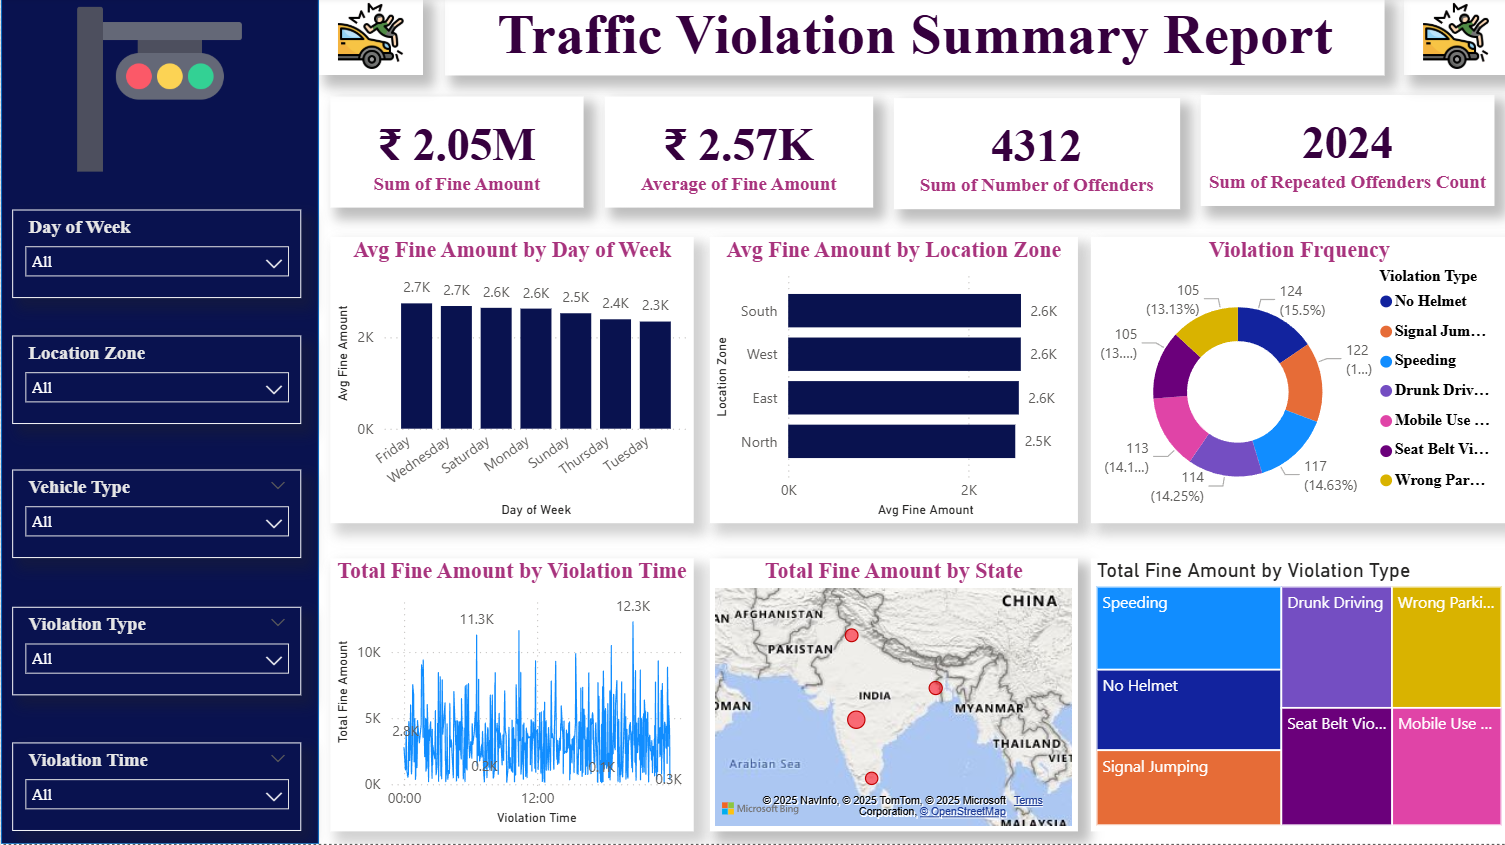 Traffic Violation Summary Report
₹ 2.05M
Sum of Fine Amount
₹ 2.57K
Average of Fine Amount
4312
Sum of Number of Offenders
2024
Sum of Repeated Offenders Count
Day of Week
All
Location Zone
All
Vehicle Type
All
Violation Type
All
Violation Time
All
Avg Fine Amount by Day of Week
Avg Fine Amount
2K
0K
2.7K
2.7K
2.6K
2.6K
2.5K
2.4K
2.3K
Friday
Wednesday
Saturday
Monday
Sunday
Thursday
Tuesday
Day of Week
Avg Fine Amount by Location Zone
Location Zone
South
2.6K
West
2.6K
East
2.6K
North
2.5K
0K
2K
Avg Fine Amount
Violation Frquency
124
(15.5%)
122
(1...)
117
(14.63%)
114
(14.25%)
113
(14.1...)
105
(13....)
105
(13.13%)
Violation Type
No Helmet
Signal Jum...
Speeding
Drunk Driv...
Mobile Use ...
Seat Belt Vi...
Wrong Par...
Total Fine Amount by Violation Time
Total Fine Amount
10K
5K
0K
11.3K
12.3K
2.8K
0.2K
0.3K
00:00
12:00
Violation Time
Total Fine Amount by State
CHINA
AN
AFGHANISTAN
PAKISTAN
INDIA
OMAN
MYANMAR
THAILAND
VIET
Arabian Sea
MALAYSIA
Microsoft Bing
© 2025 NavInfo, © 2025 TomTom, © 2025 Microsoft Terms
Corporation, © OpenStreetMap
Total Fine Amount by Violation Type
Speeding
No Helmet
Signal Jumping
Drunk Driving
Seat Belt Vio...
Wrong Parki...
Mobile Use ...